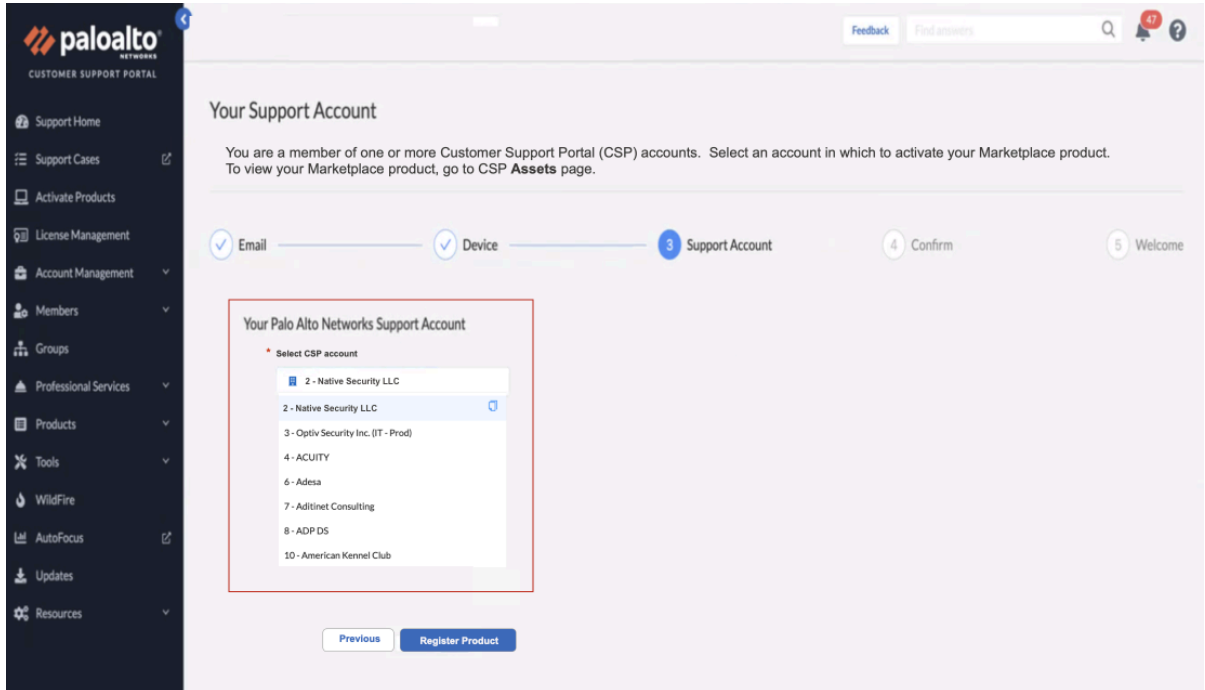 paloalto
NETWORKS
CUSTOMER SUPPORT PORTAL
Support Home
Support Cases
Activate Products
License Management
Account Management
Members
Groups
Professional Services
Products
Tools
WildFire
AutoFocus
Updates
Resources
Feedback
Find answers
47
Your Support Account
You are a member of one or more Customer Support Portal (CSP) accounts.  Select an account in which to activate your Marketplace product.
To view your Marketplace product, go to CSP Assets page.
Email
Device
3 Support Account
4 Confirm
5 Welcome
Your Palo Alto Networks Support Account
* Select CSP account
2 - Native Security LLC
2 - Native Security LLC
3 - Optiv Security Inc. (IT - Prod)
4 - ACUITY
6 - Adesa
7 - Aditinet Consulting
8 - ADP DS
10 - American Kennel Club
Previous
Register Product